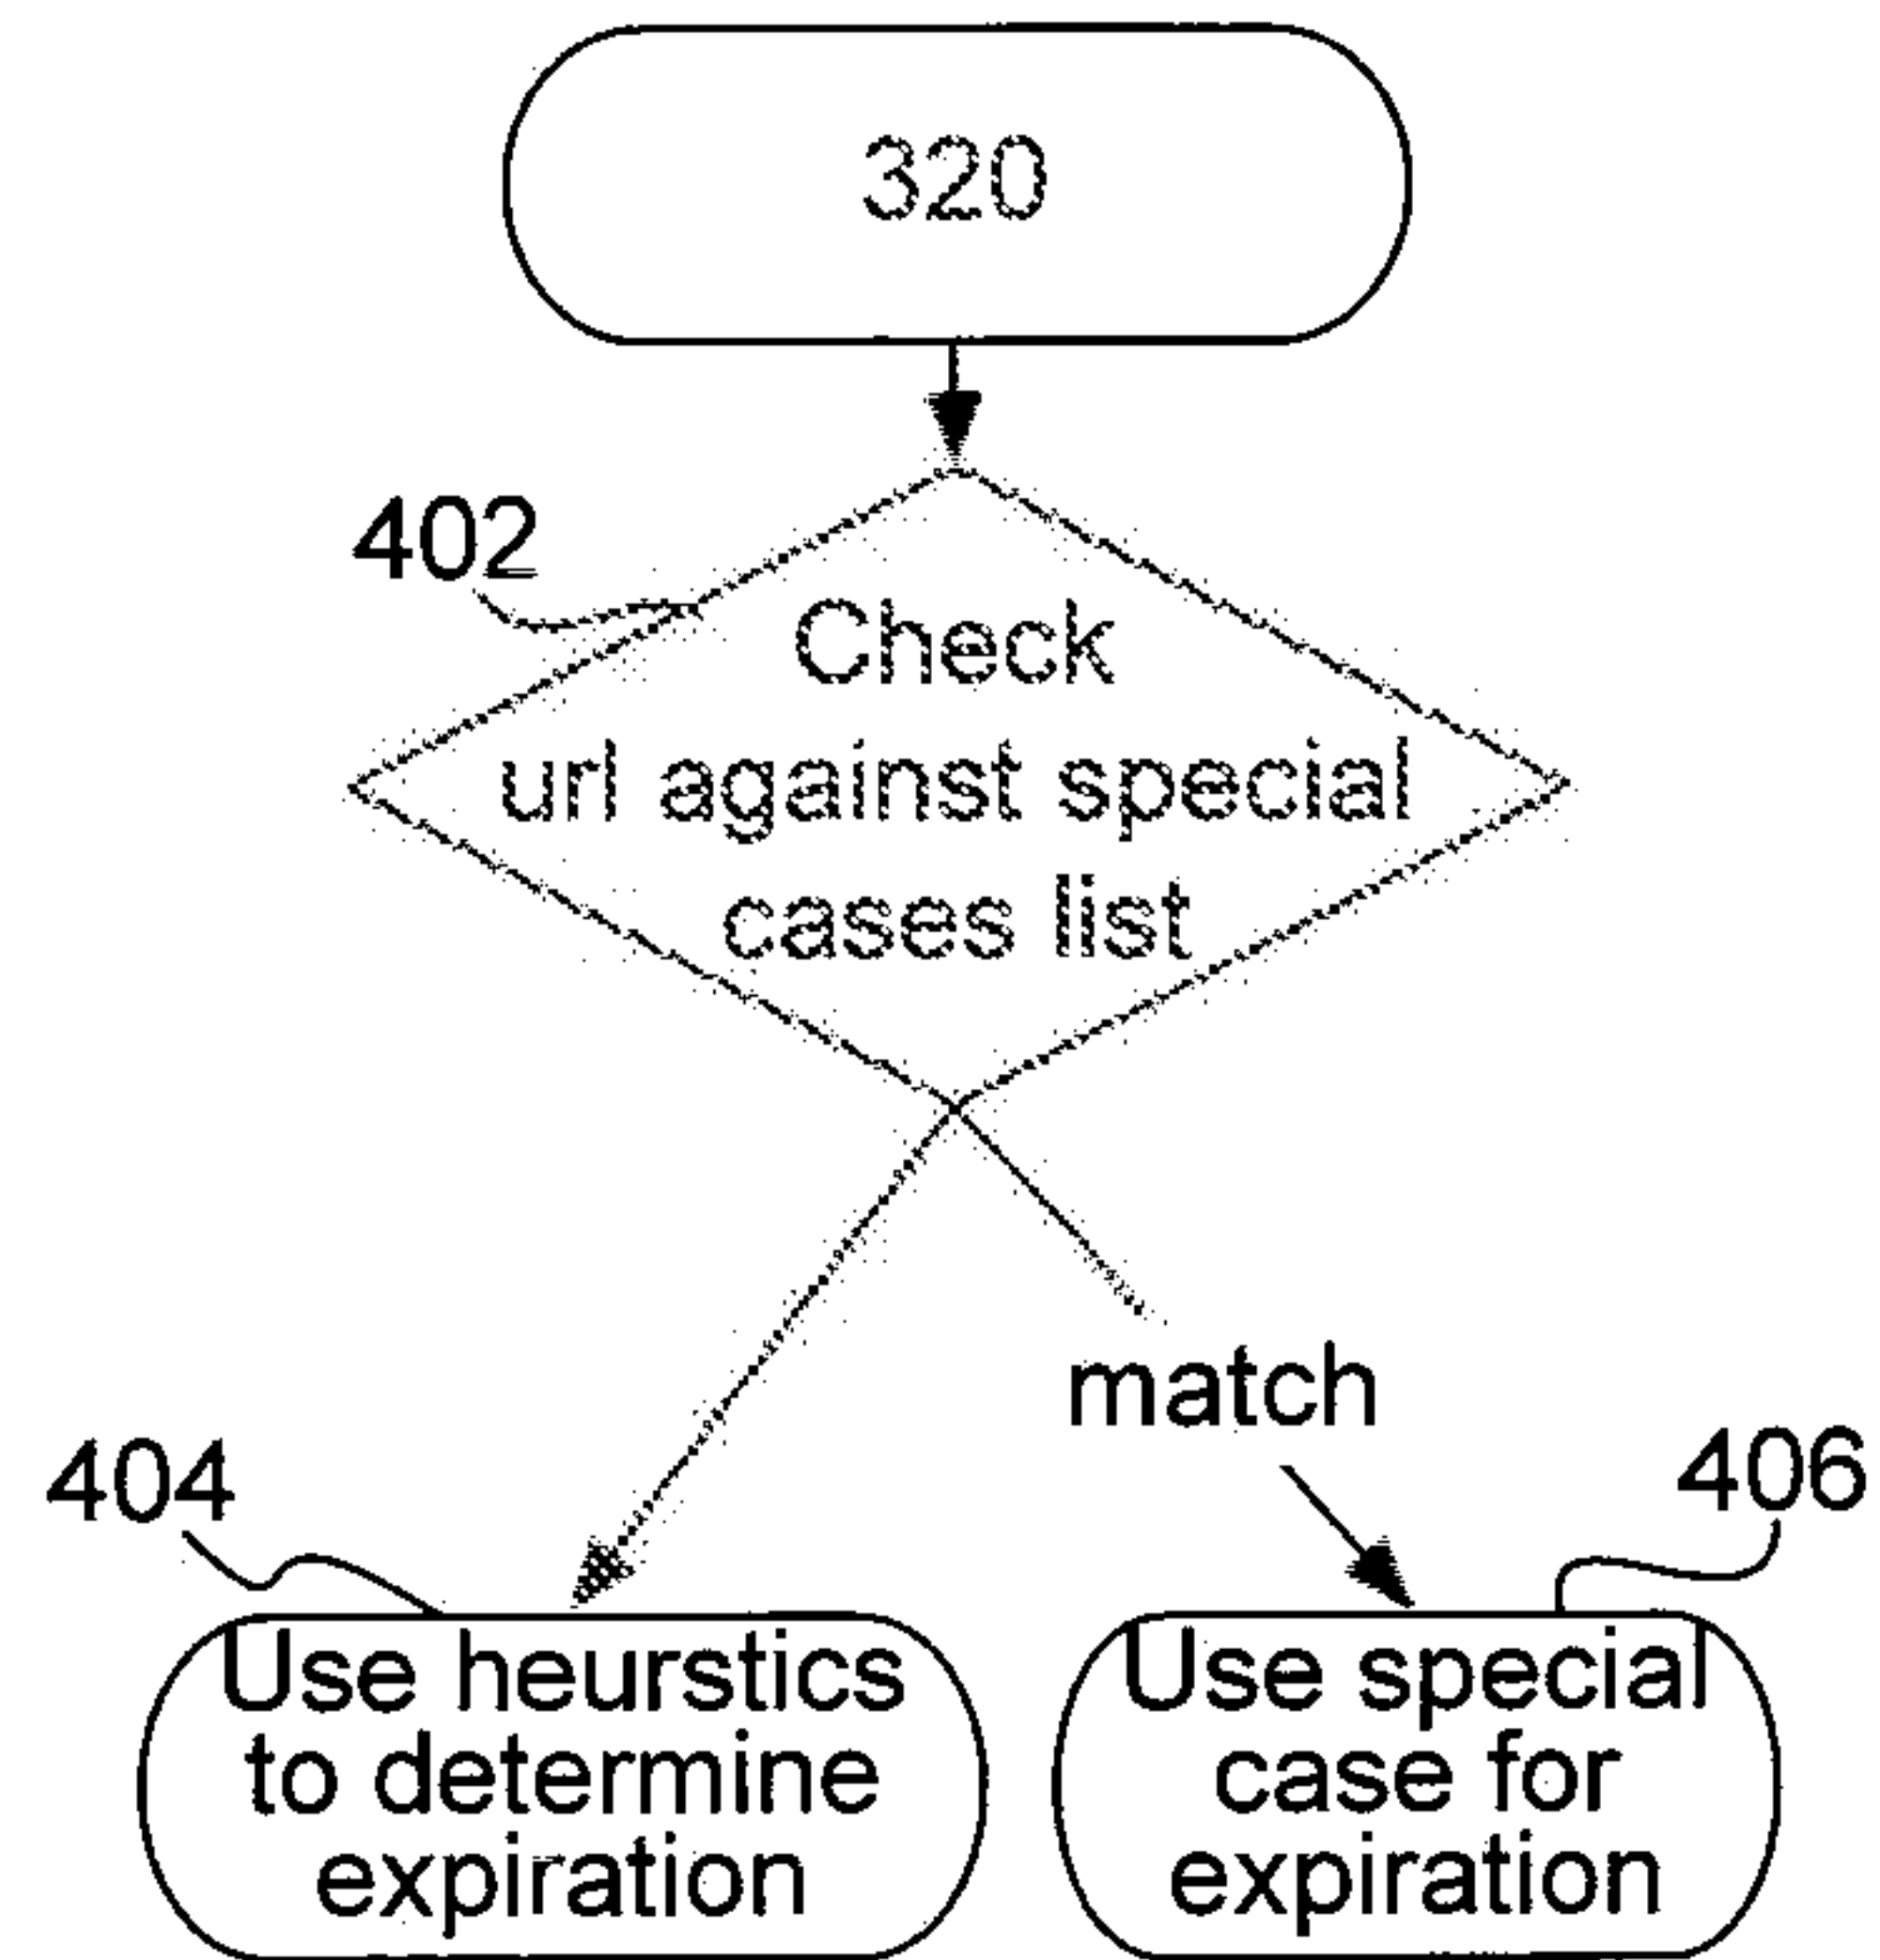 320
402
Check
url against special
cases list
match
404
406
Use heurstics
to determine
expiration
Use special
case for
expiration